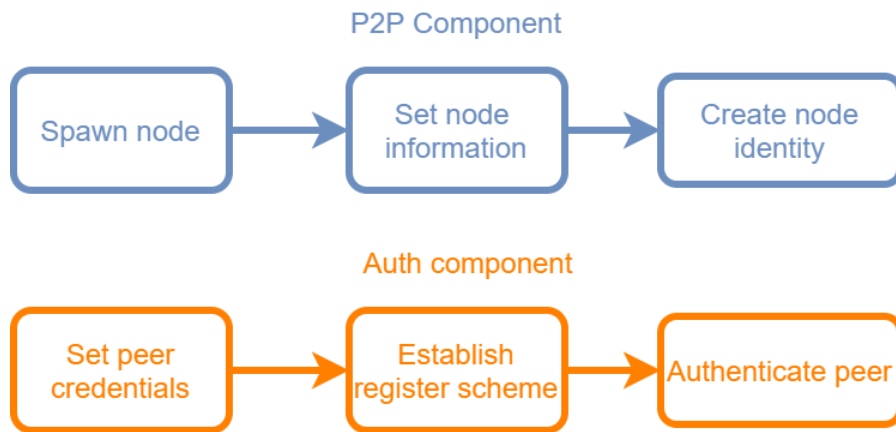 P2P Component
Spawn node
Set node
information
Create node
identity
Auth component
Set peer
credentials
Establish
register scheme
Authenticate peer